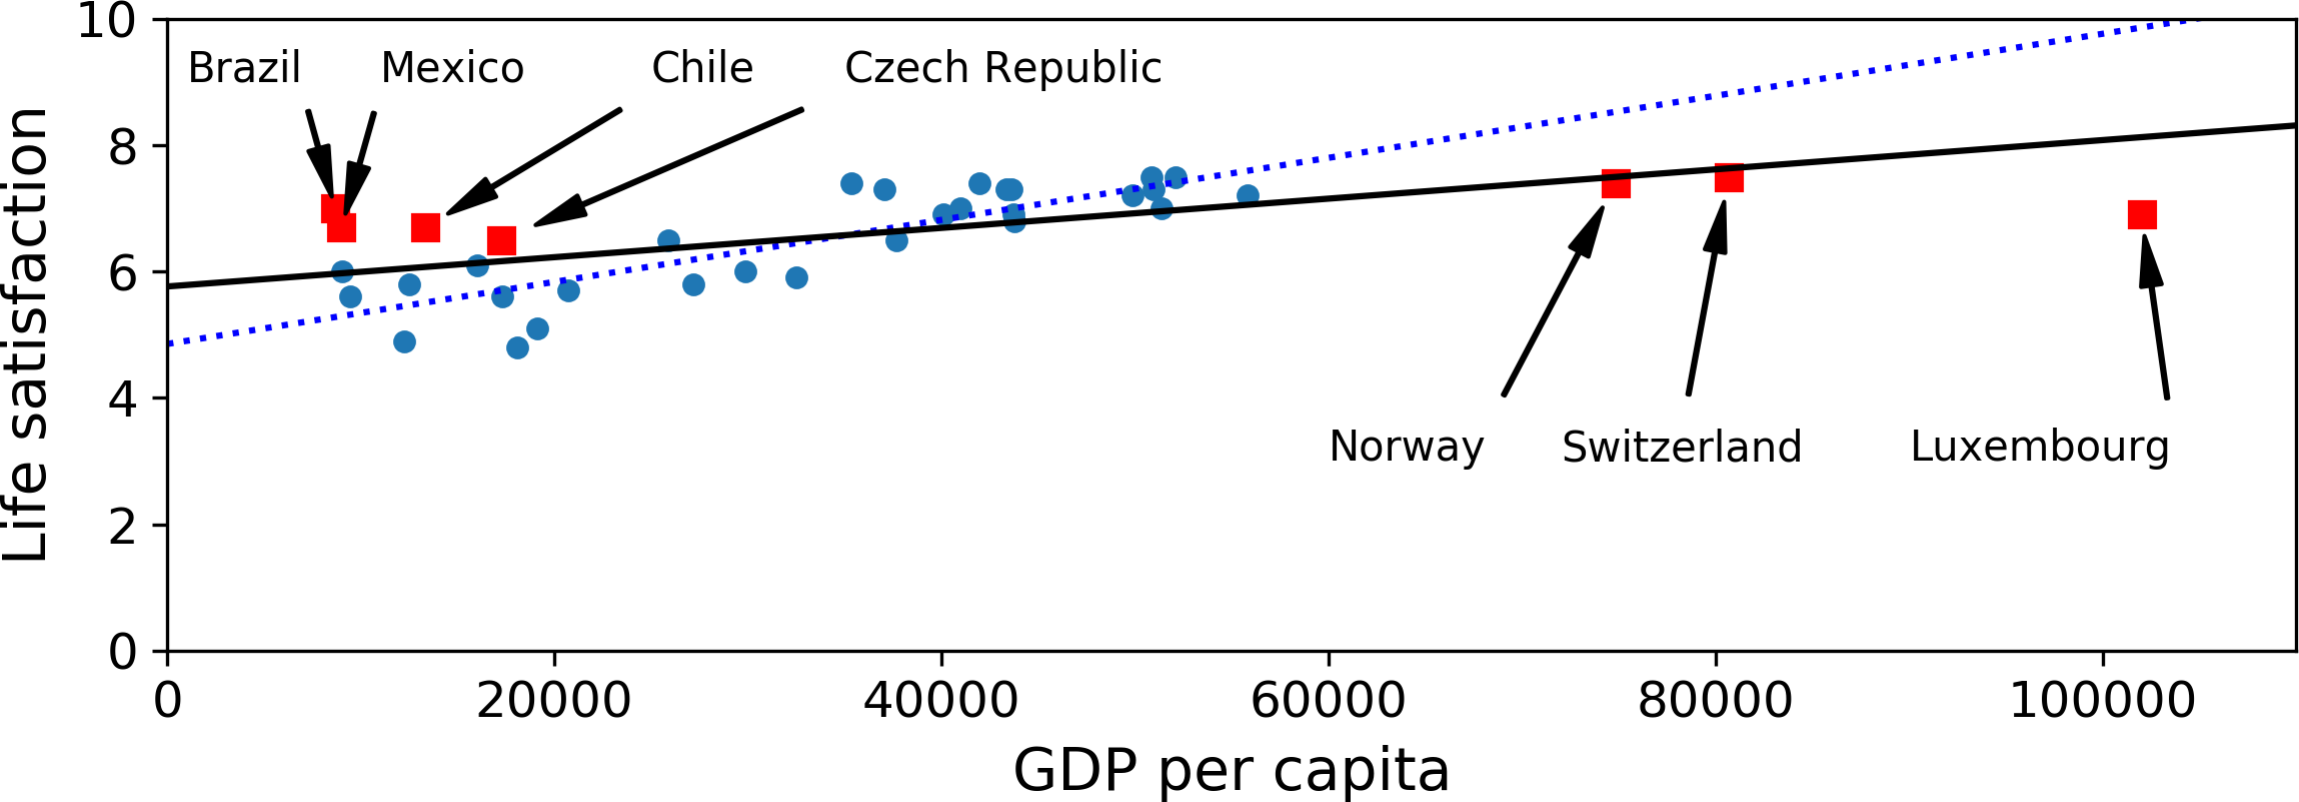 10
Brazil Mexico Chile Czech Republic
8
6
4
Norway Switzerland Luxembourg
2
0
0 20000 40000 60000 80000 100000
GDP per capita
Life satisfaction